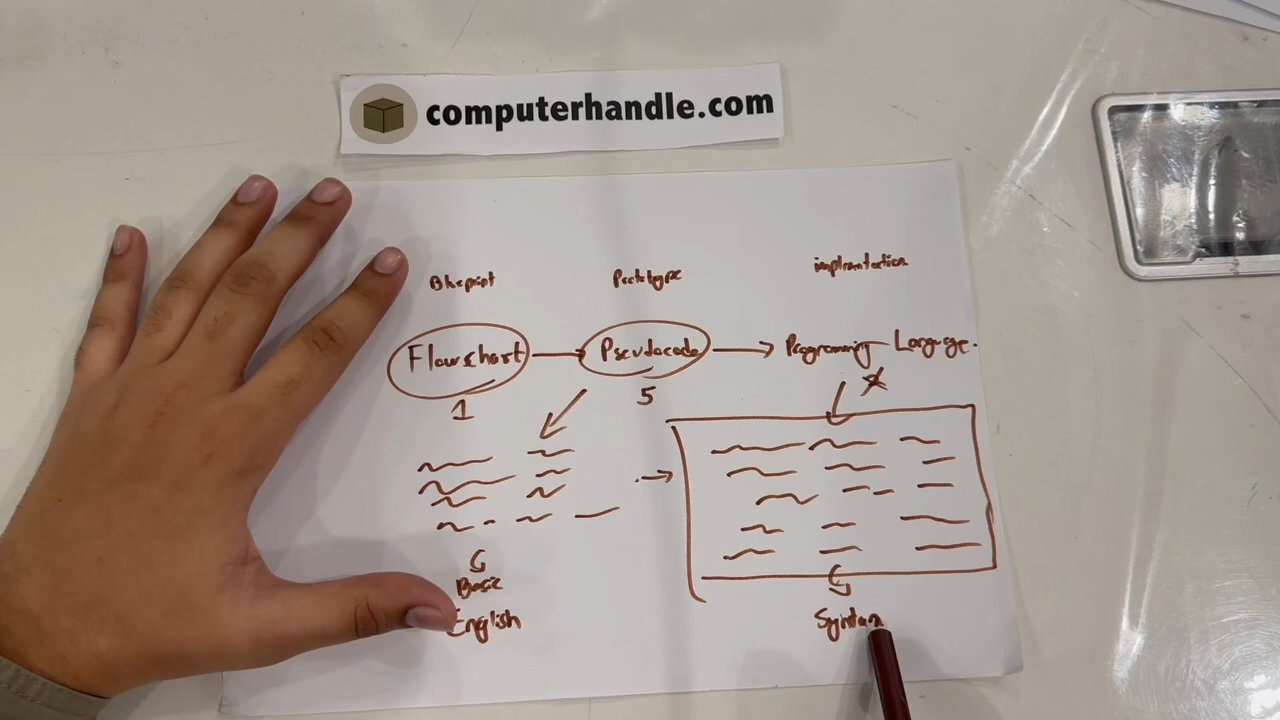 computerhandle.com
Blueprint Prototype implementation
Flowchart Pseudocode Programming Language.
1 5
Basic
English
Syntax